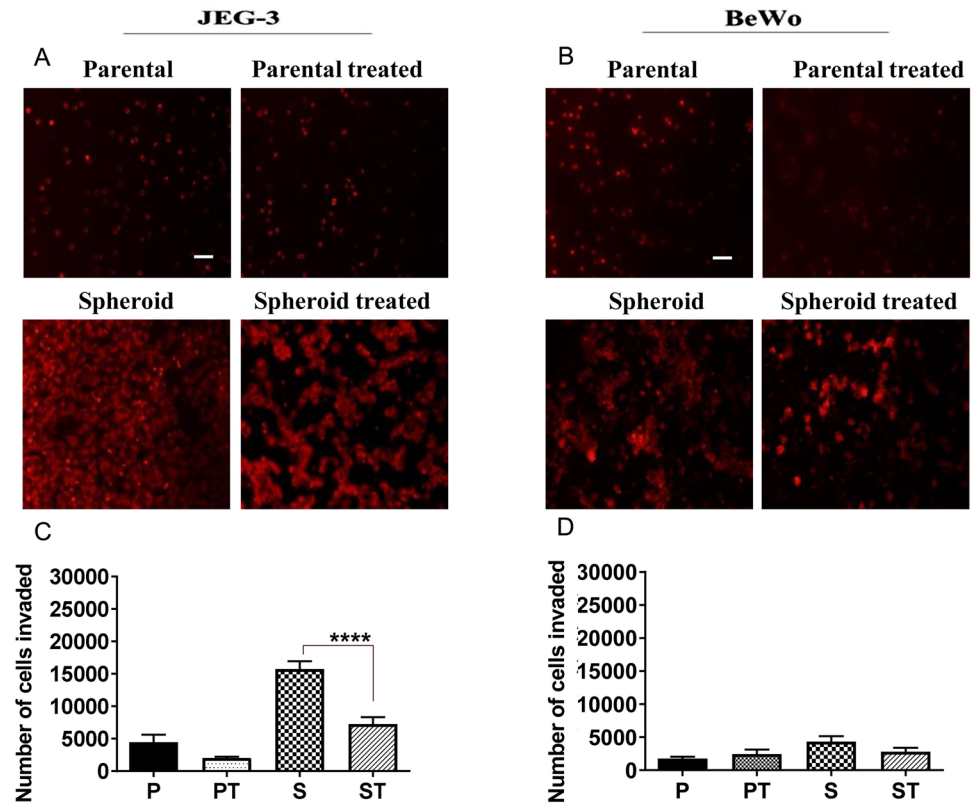 JEG-3
BeWo
A
Parental
Parental treated
Spheroid
Spheroid treated
B
Parental
Parental treated
Spheroid
Spheroid treated
C
Number of cells invaded
30000
25000
20000
15000
10000
5000
0
****
P
PT
S
ST
D
Number of cells invaded
30000
25000
20000
15000
10000
5000
0
P
PT
S
ST